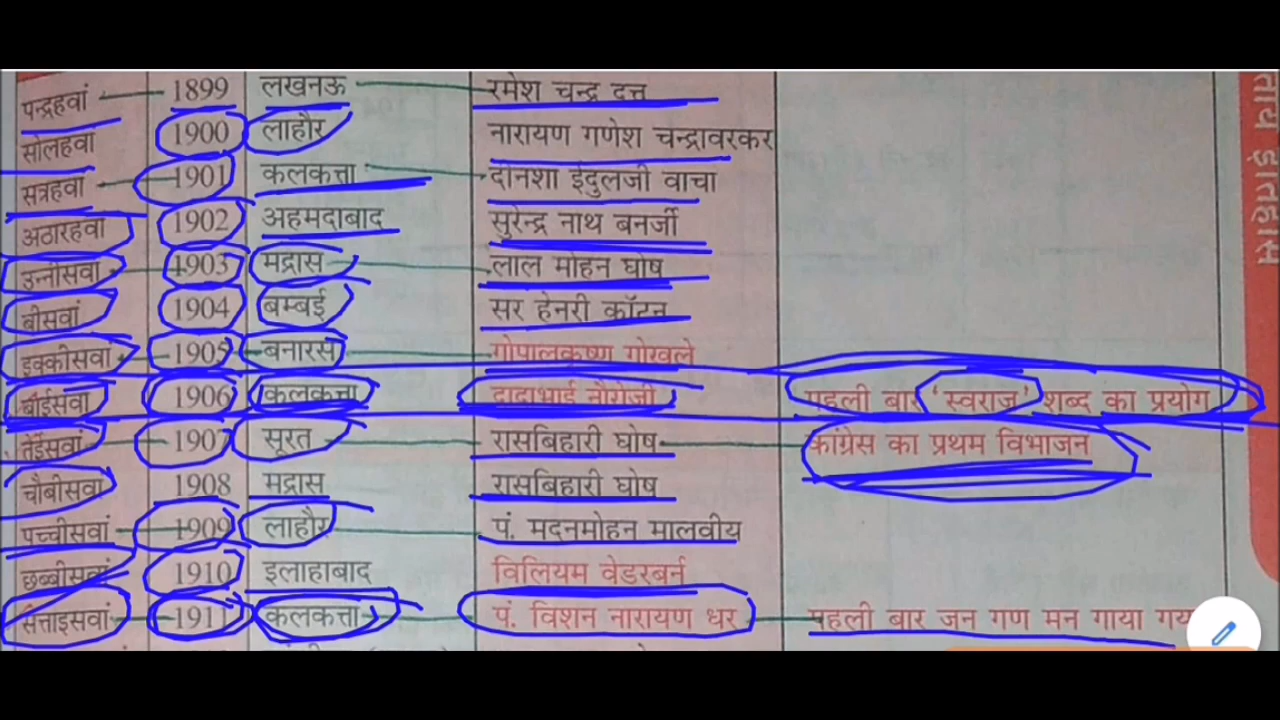 पन्द्रहवां 1899 लखनऊ रमेश चन्द्र दत्त
सोलहवां 1900 लाहौर नारायण गणेश चन्द्रावरकर
सत्रहवां 1901 कलकत्ता दीनशा ईदुलजी वाचा
अठारहवां 1902 अहमदाबाद सुरेन्द्र नाथ बनर्जी
उन्नीसवां 1903 मद्रास लाल मोहन घोष
बीसवां 1904 बम्बई सर हेनरी कॉटन
इक्कीसवां 1905 बनारस गोपालकृष्ण गोखले
बाईसवां 1906 कलकत्ता दादाभाई नौरोजी पहली बार 'स्वराज' शब्द का प्रयोग
तेईसवां 1907 सूरत रासबिहारी घोष कांग्रेस का प्रथम विभाजन
चौबीसवां 1908 मद्रास रासबिहारी घोष
पच्चीसवां 1909 लाहौर पं. मदनमोहन मालवीय
छब्बीसवां 1910 इलाहाबाद विलियम वेडरबर्न
सत्ताइसवां 1911 कलकत्ता पं. विशन नारायण धर पहली बार जन गण मन गाया गय